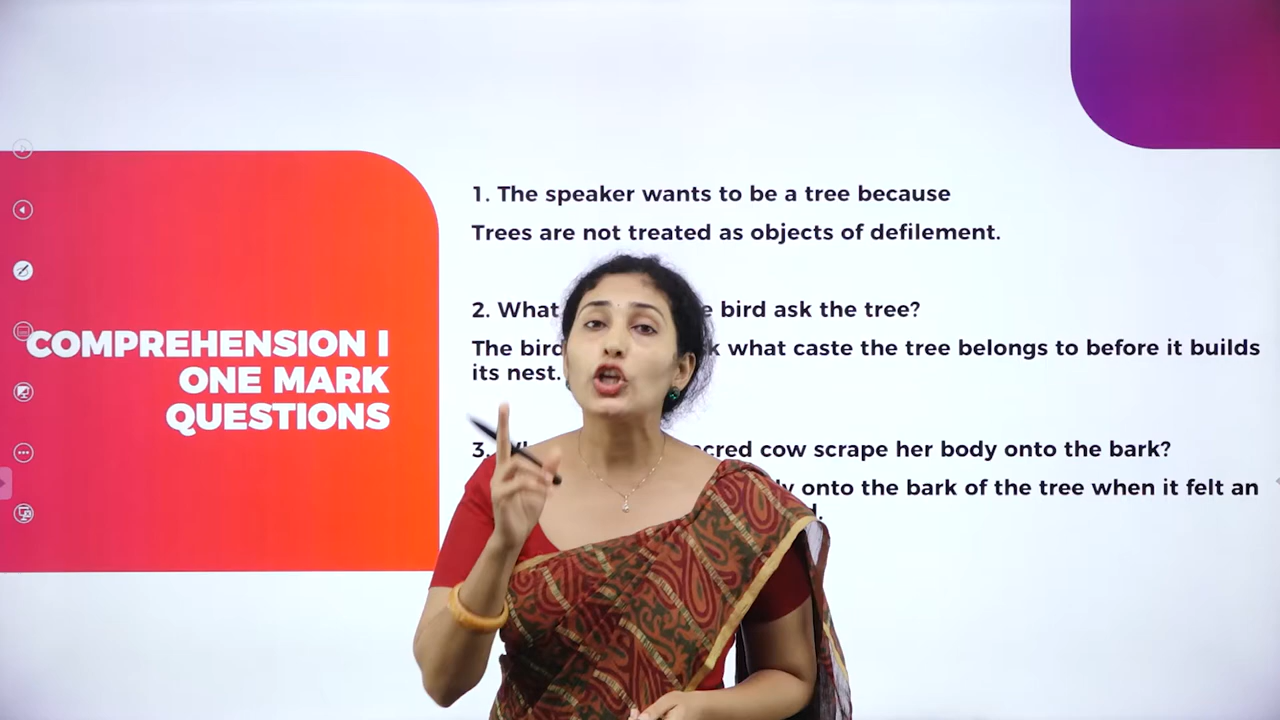 COMPREHENSION I
ONE MARK
QUESTIONS
1. The speaker wants to be a tree because
Trees are not treated as objects of defilement.
2. What bird ask the tree?
The bird what caste the tree belongs to before it builds
its nest.
3. cow scrape her body onto the bark?
onto the bark of the tree when it felt an